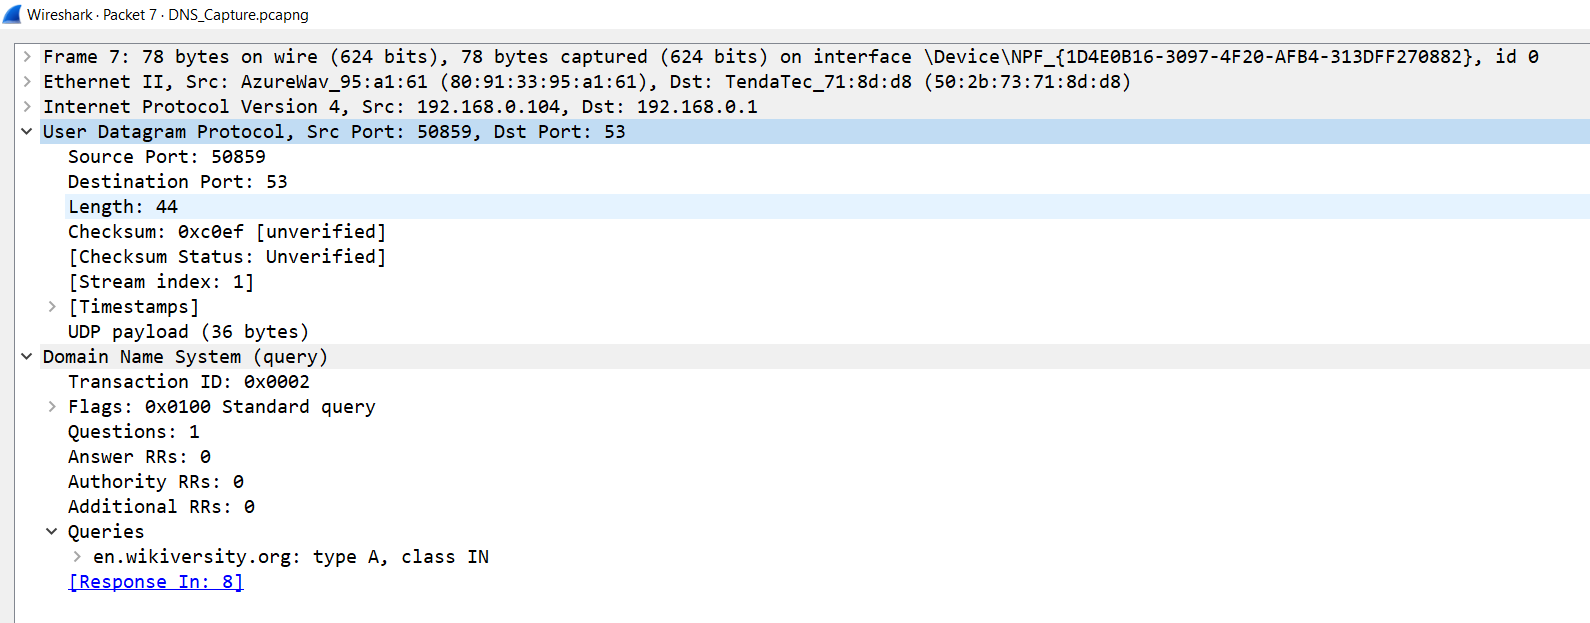 Wireshark · Packet 7 · DNS_Capture.pcapng
Frame 7: 78 bytes on wire (624 bits), 78 bytes captured (624 bits) on interface \Device\NPF_{1D4E0B16-3097-4F20-AFB4-313DFF270882}, id 0
Ethernet II, Src: AzureWav_95:a1:61 (80:91:33:95:a1:61), Dst: TendaTec_71:8d:d8 (50:2b:73:71:8d:d8)
Internet Protocol Version 4, Src: 192.168.0.104, Dst: 192.168.0.1
User Datagram Protocol, Src Port: 50859, Dst Port: 53
Source Port: 50859
Destination Port: 53
Length: 44
Checksum: 0xc0ef [unverified]
[Checksum Status: Unverified]
[Stream index: 1]
[Timestamps]
UDP payload (36 bytes)
Domain Name System (query)
Transaction ID: 0x0002
Flags: 0x0100 Standard query
Questions: 1
Answer RRs: 0
Authority RRs: 0
Additional RRs: 0
Queries
en.wikiversity.org: type A, class IN
[Response In: 8]